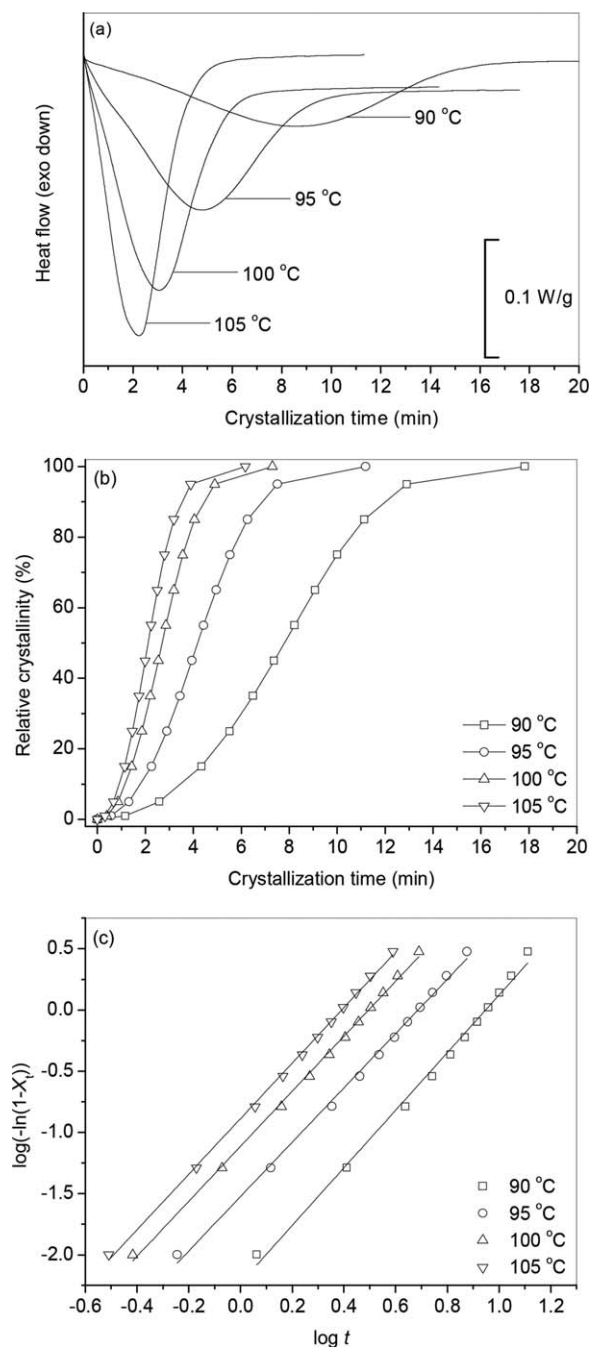 (a)
Heat flow (exo down)
90 °C
95 °C
100 °C
105 °C
0.1 W/g
0 2 4 6 8 10 12 14 16 18 20
Crystallization time (min)
(b)
Relative crystallinity (%)
100
80
60
40
20
0
90 °C
95 °C
100 °C
105 °C
0 2 4 6 8 10 12 14 16 18 20
Crystallization time (min)
(c)
log(-ln(1-Xt))
0.5
0.0
-0.5
-1.0
-1.5
-2.0
90 °C
95 °C
100 °C
105 °C
-0.6 -0.4 -0.2 0.0 0.2 0.4 0.6 0.8 1.0 1.2
log t